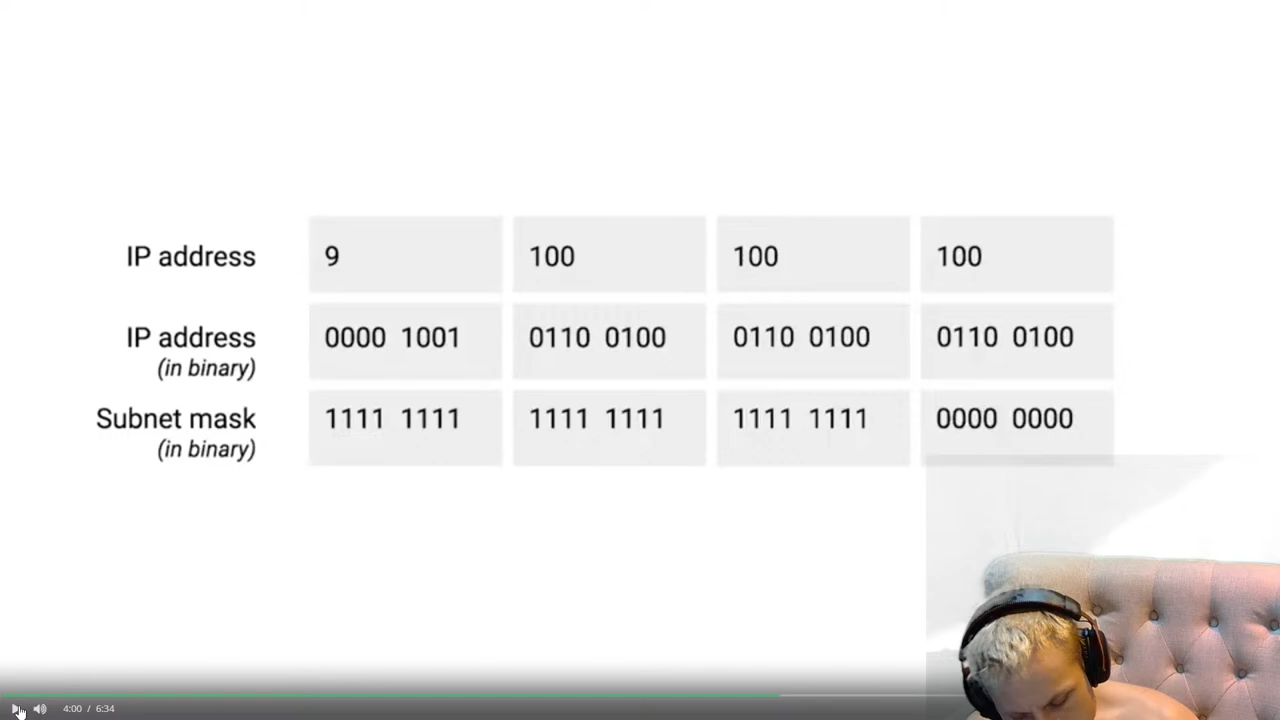 IP address 9 100 100 100
IP address 0000 1001 0110 0100 0110 0100 0110 0100
(in binary)
Subnet mask 1111 1111 1111 1111 1111 1111 0000 0000
(in binary)
4:00 / 6:34